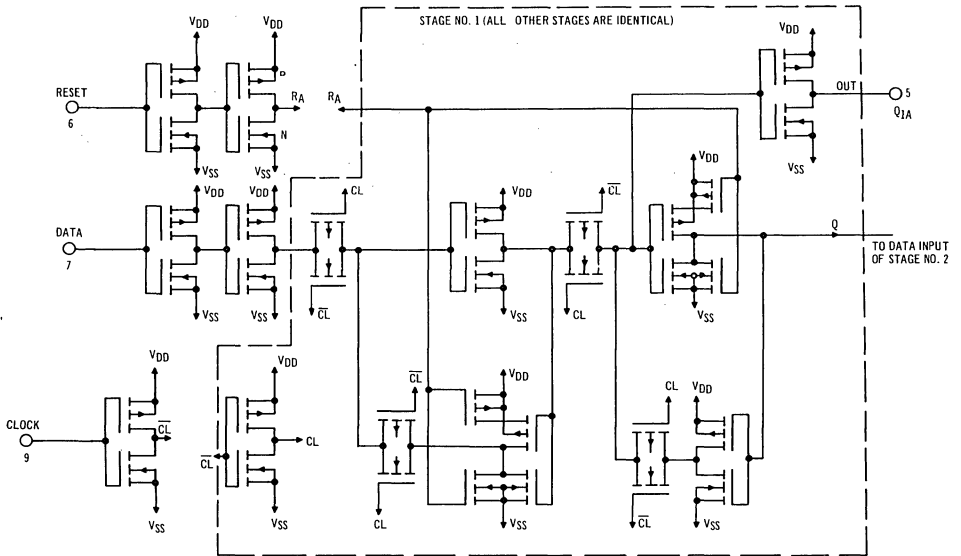 STAGE NO. 1 (ALL OTHER STAGES ARE IDENTICAL)
VDD
VDD
VDD
RESET
6
P
RA
RA
N
OUT
5
Q1A
VSS
VSS
VSS
VDD
VDD
CL
VDD
CL
VDD
DATA
7
Q
TO DATA INPUT
OF STAGE NO. 2
VSS
VSS
CL
VSS
CL
VSS
VDD
VDD
CL
VDD
CL
VDD
CLOCK
9
CL
CL
CL
VSS
VSS
CL
VSS
CL
VSS